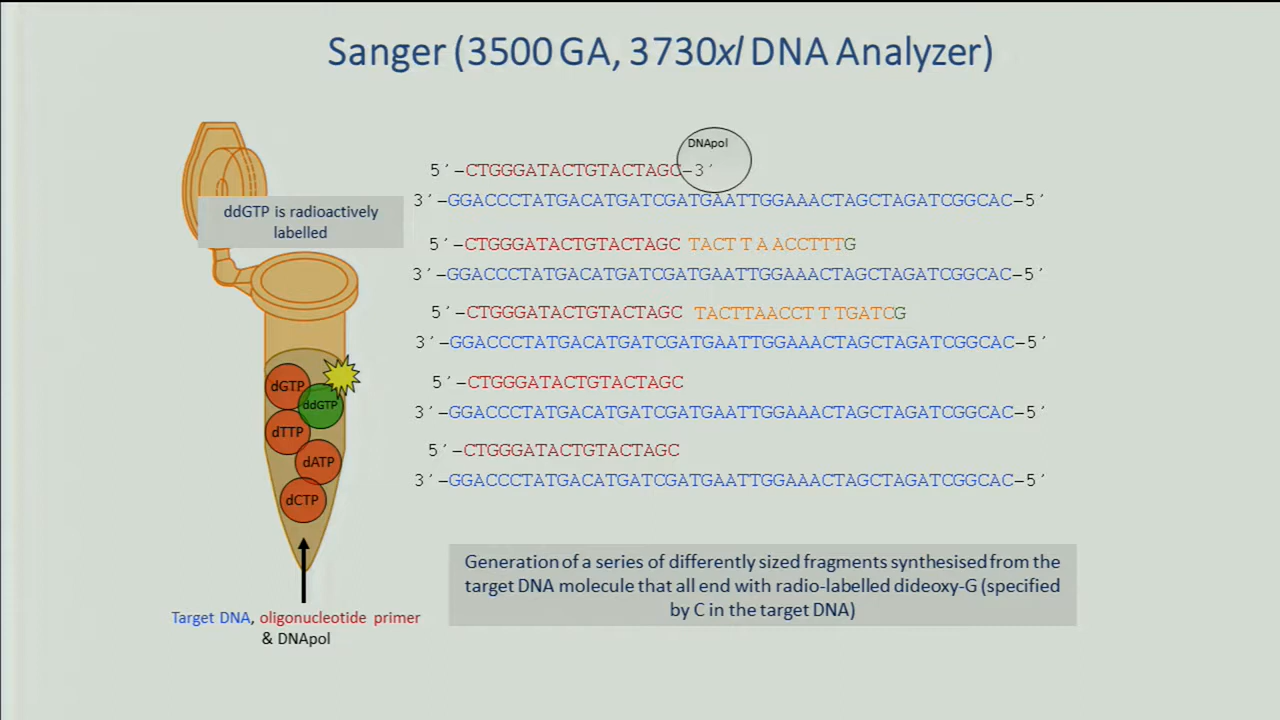 Sanger (3500 GA, 3730xl DNA Analyzer)
DNApol
5´-CTGGGATACTGTACTAGC-3´
3´-GGACCCTATGACATGATCGATGAATTGGAAACTAGCTAGATCGGCAC-5´
ddGTP is radioactively
labelled
5´-CTGGGATACTGTACTAGC TACT T A ACCTTTG
3´-GGACCCTATGACATGATCGATGAATTGGAAACTAGCTAGATCGGCAC-5´
5´-CTGGGATACTGTACTAGC TACTTAACCT T TGATCG
3´-GGACCCTATGACATGATCGATGAATTGGAAACTAGCTAGATCGGCAC-5´
5´-CTGGGATACTGTACTAGC
3´-GGACCCTATGACATGATCGATGAATTGGAAACTAGCTAGATCGGCAC-5´
5´-CTGGGATACTGTACTAGC
3´-GGACCCTATGACATGATCGATGAATTGGAAACTAGCTAGATCGGCAC-5´
dGTP
ddGTP
dTTP
dATP
dCTP
Generation of a series of differently sized fragments synthesised from the
target DNA molecule that all end with radio-labelled dideoxy-G (specified
by C in the target DNA)
Target DNA, oligonucleotide primer
& DNApol